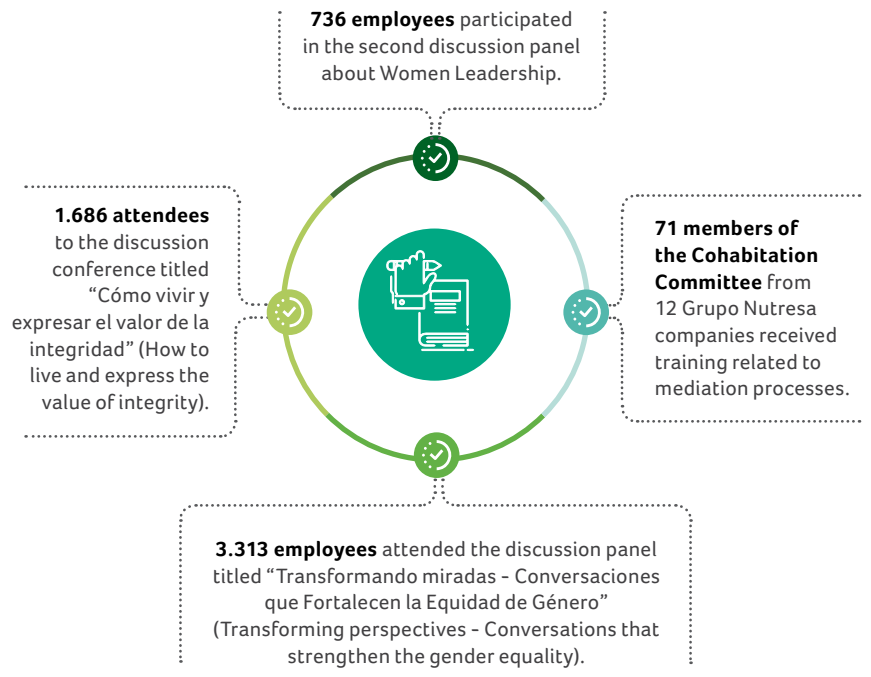 736 employees participated
in the second discussion panel
about Women Leadership.
1.686 attendees
to the discussion
conference titled
“Cómo vivir y
expresar el valor de la
integridad” (How to
live and express the
value of integrity).
71 members of
the Cohabitation
Committee from
12 Grupo Nutresa
companies received
training related to
mediation processes.
3.313 employees attended the discussion panel
titled “Transformando miradas - Conversaciones
que Fortalecen la Equidad de Género”
(Transforming perspectives - Conversations that
strengthen the gender equality).